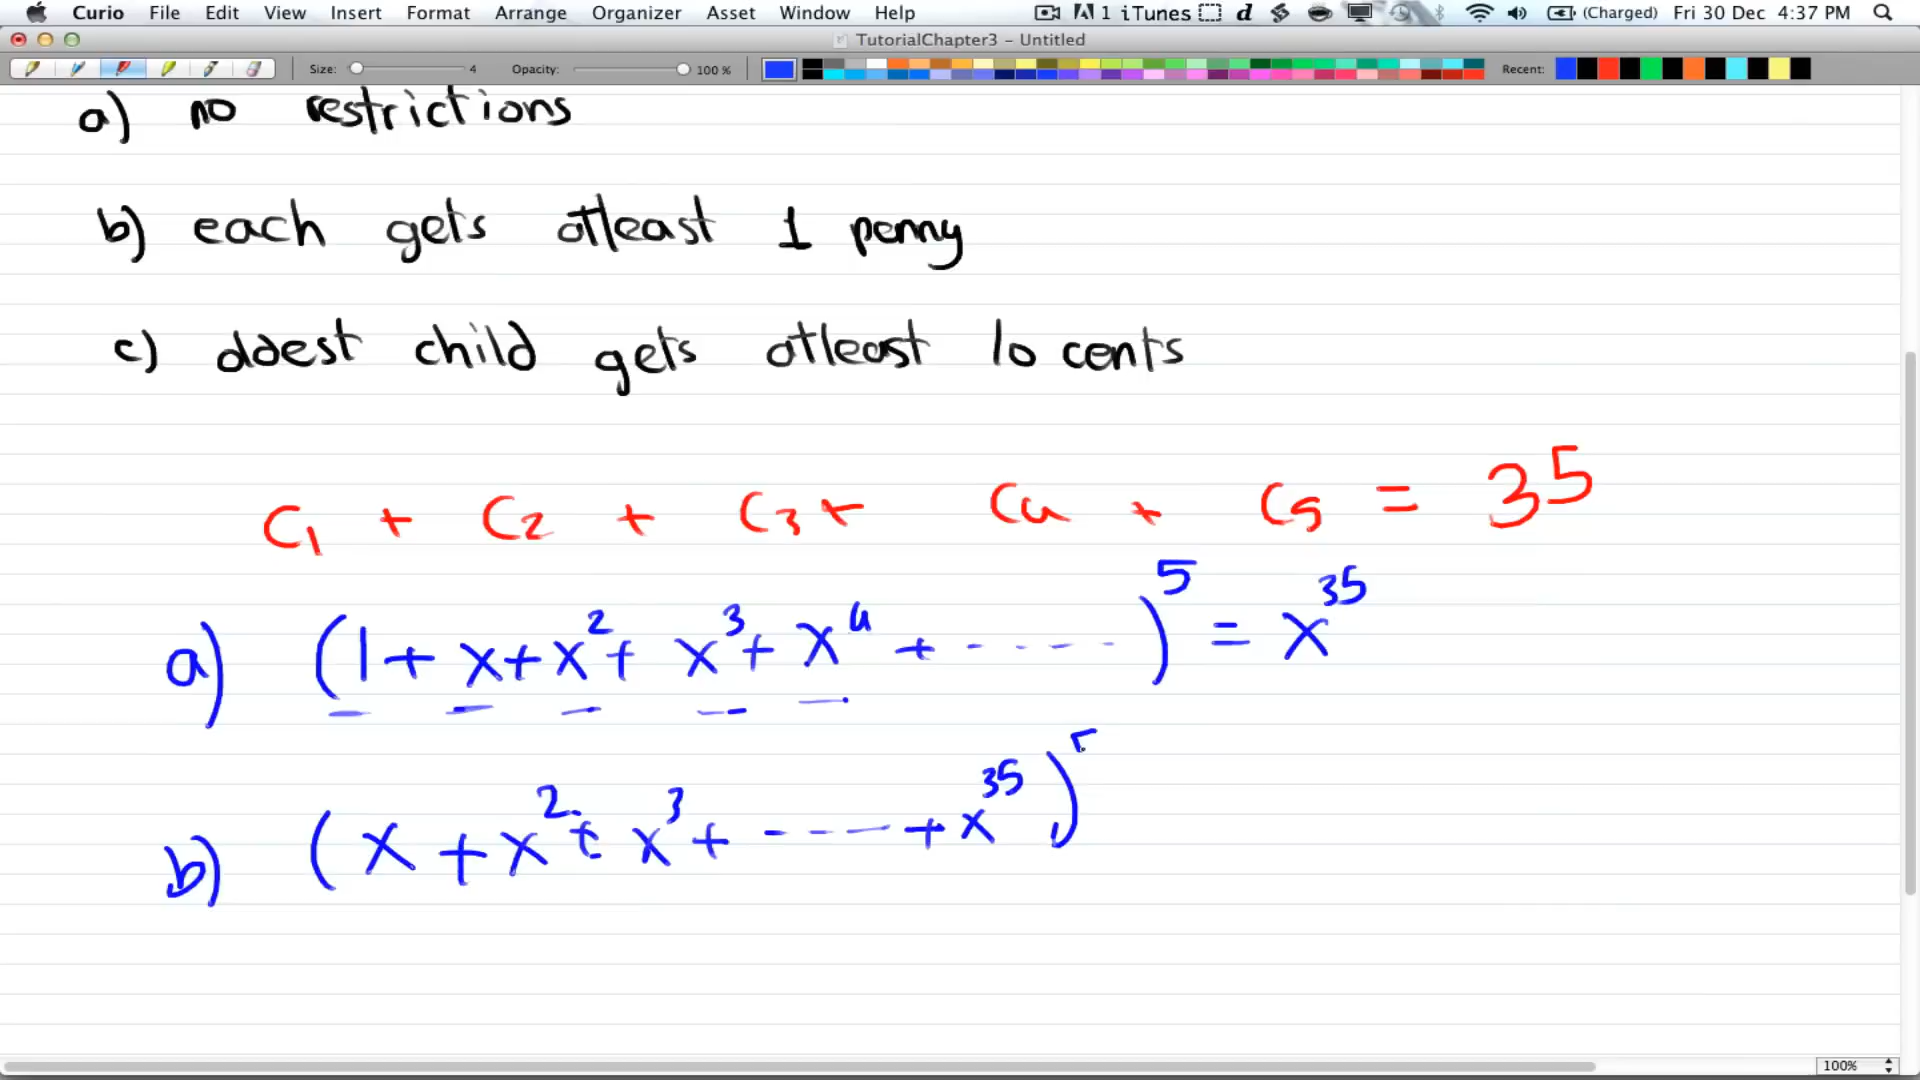 Curio File Edit View Insert Format Arrange Organizer Asset Window Help 1 iTunes d (Charged) Fri 30 Dec 4:37 PM
TutorialChapter3 - Untitled
Size: 4 Opacity: 100 % Recent:
a) no restrictions
b) each gets atleast 1 penny
c) oldest child gets atleast 10 cents
C₁ + C₂ + C₃ + C₄ + C₅ = 35
a) (1 + x + x² + x³ + x⁴ + ------)⁵ = x³⁵
b) (x + x² + x³ + ----- + x³⁵)
100%